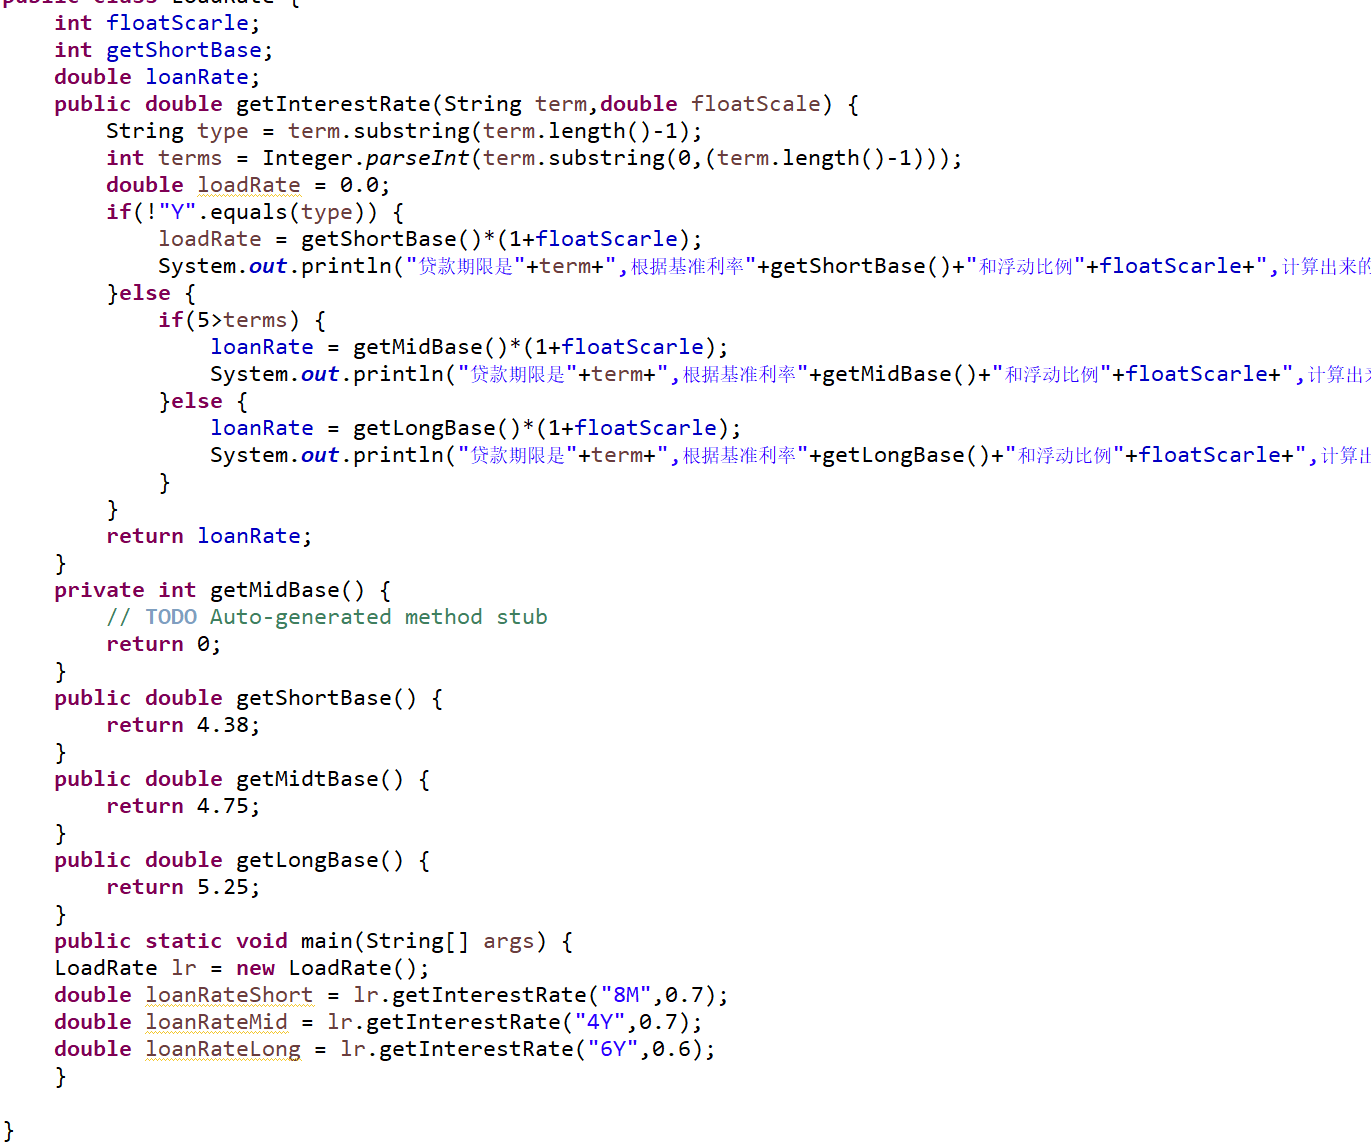 public class LoadRate {
    int floatScarle;
    int getShortBase;
    double loanRate;
    public double getInterestRate(String term,double floatScale) {
        String type = term.substring(term.length()-1);
        int terms = Integer.parseInt(term.substring(0,(term.length()-1)));
        double loadRate = 0.0;
        if(!"Y".equals(type)) {
            loadRate = getShortBase()*(1+floatScarle);
            System.out.println("贷款期限是"+term+",根据基准利率"+getShortBase()+"和浮动比例"+floatScarle+",计算出来的
        }else {
            if(5>terms) {
                loanRate = getMidBase()*(1+floatScarle);
                System.out.println("贷款期限是"+term+",根据基准利率"+getMidBase()+"和浮动比例"+floatScarle+",计算出来
            }else {
                loanRate = getLongBase()*(1+floatScarle);
                System.out.println("贷款期限是"+term+",根据基准利率"+getLongBase()+"和浮动比例"+floatScarle+",计算出
            }
        }
        return loanRate;
    }
    private int getMidBase() {
        // TODO Auto-generated method stub
        return 0;
    }
    public double getShortBase() {
        return 4.38;
    }
    public double getMidtBase() {
        return 4.75;
    }
    public double getLongBase() {
        return 5.25;
    }
    public static void main(String[] args) {
    LoadRate lr = new LoadRate();
    double loanRateShort = lr.getInterestRate("8M",0.7);
    double loanRateMid = lr.getInterestRate("4Y",0.7);
    double loanRateLong = lr.getInterestRate("6Y",0.6);
    }
}